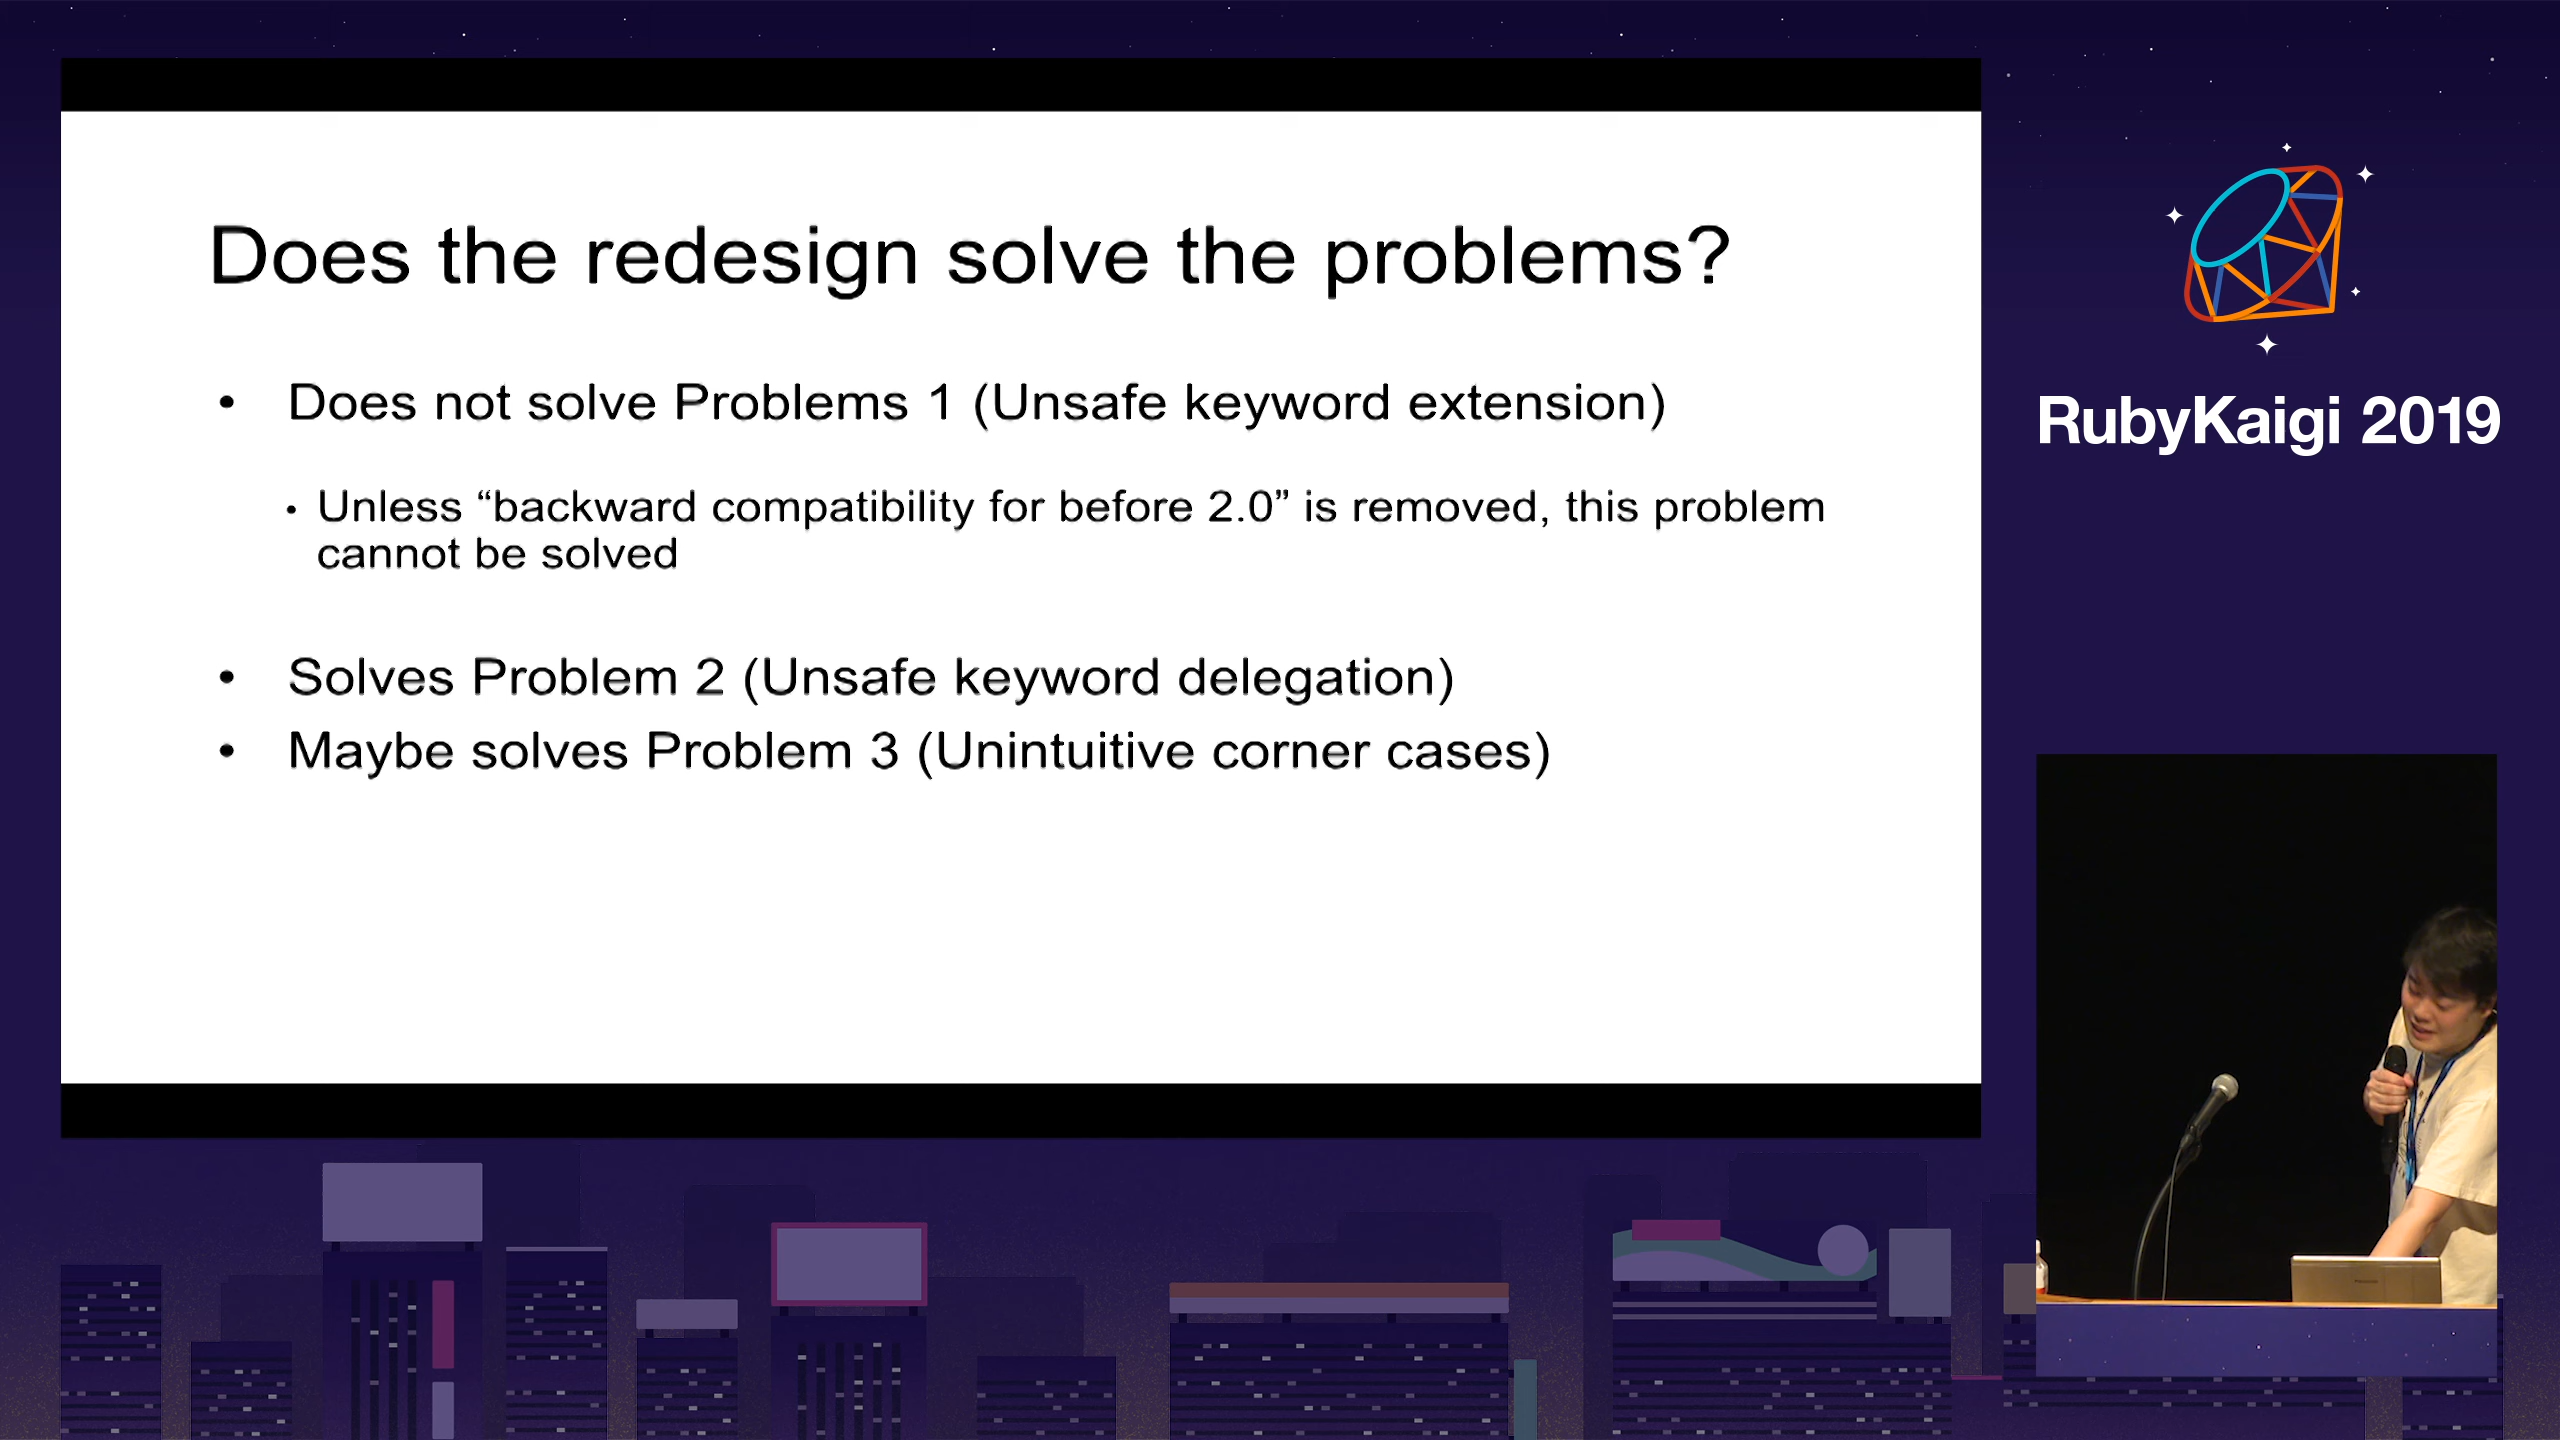 Does the redesign solve the problems?
• Does not solve Problems 1 (Unsafe keyword extension)
• Unless “backward compatibility for before 2.0” is removed, this problem
cannot be solved
• Solves Problem 2 (Unsafe keyword delegation)
• Maybe solves Problem 3 (Unintuitive corner cases)
RubyKaigi 2019